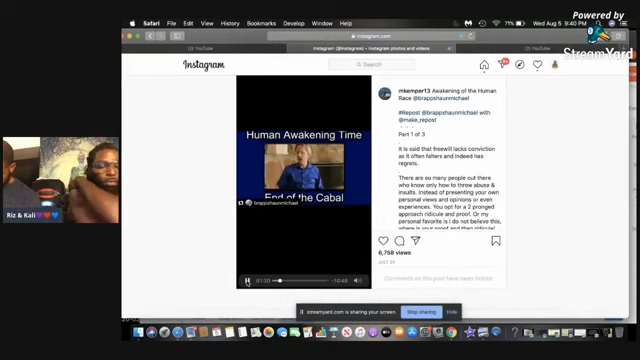 Powered by
StreamYard
Safari File Edit View History Bookmarks Develop Window Help
71% Wed Aug 5 9:40 PM
instagram.com
YouTube
Instagram (@instagram) • Instagram photos and videos
YouTube
Instagram
Search
Human Awakening Time
End of the Cabal
brappshaunmichael
mkemper13 Awakening of the Human
Race @brappshaunmichael
#Repost @brappshaunmichael with
@make_repost
Part 1 of 3
It is said that freewill lacks conviction
as it often falters and indeed has
regrets.
There are so many people out there
who know only how to throw abuse &
insults. Instead of presenting your own
personal views and opinions or even
experiences. You opt for a 2 pronged
approach ridicule and proof. Or my
personal favorite is i do not believe this,
where is your proof and then ridicule
6,758 views
JULY 24
Comments on this post have been limited
Riz & Kali
streamyard.com is sharing your screen.
Stop sharing
Hide